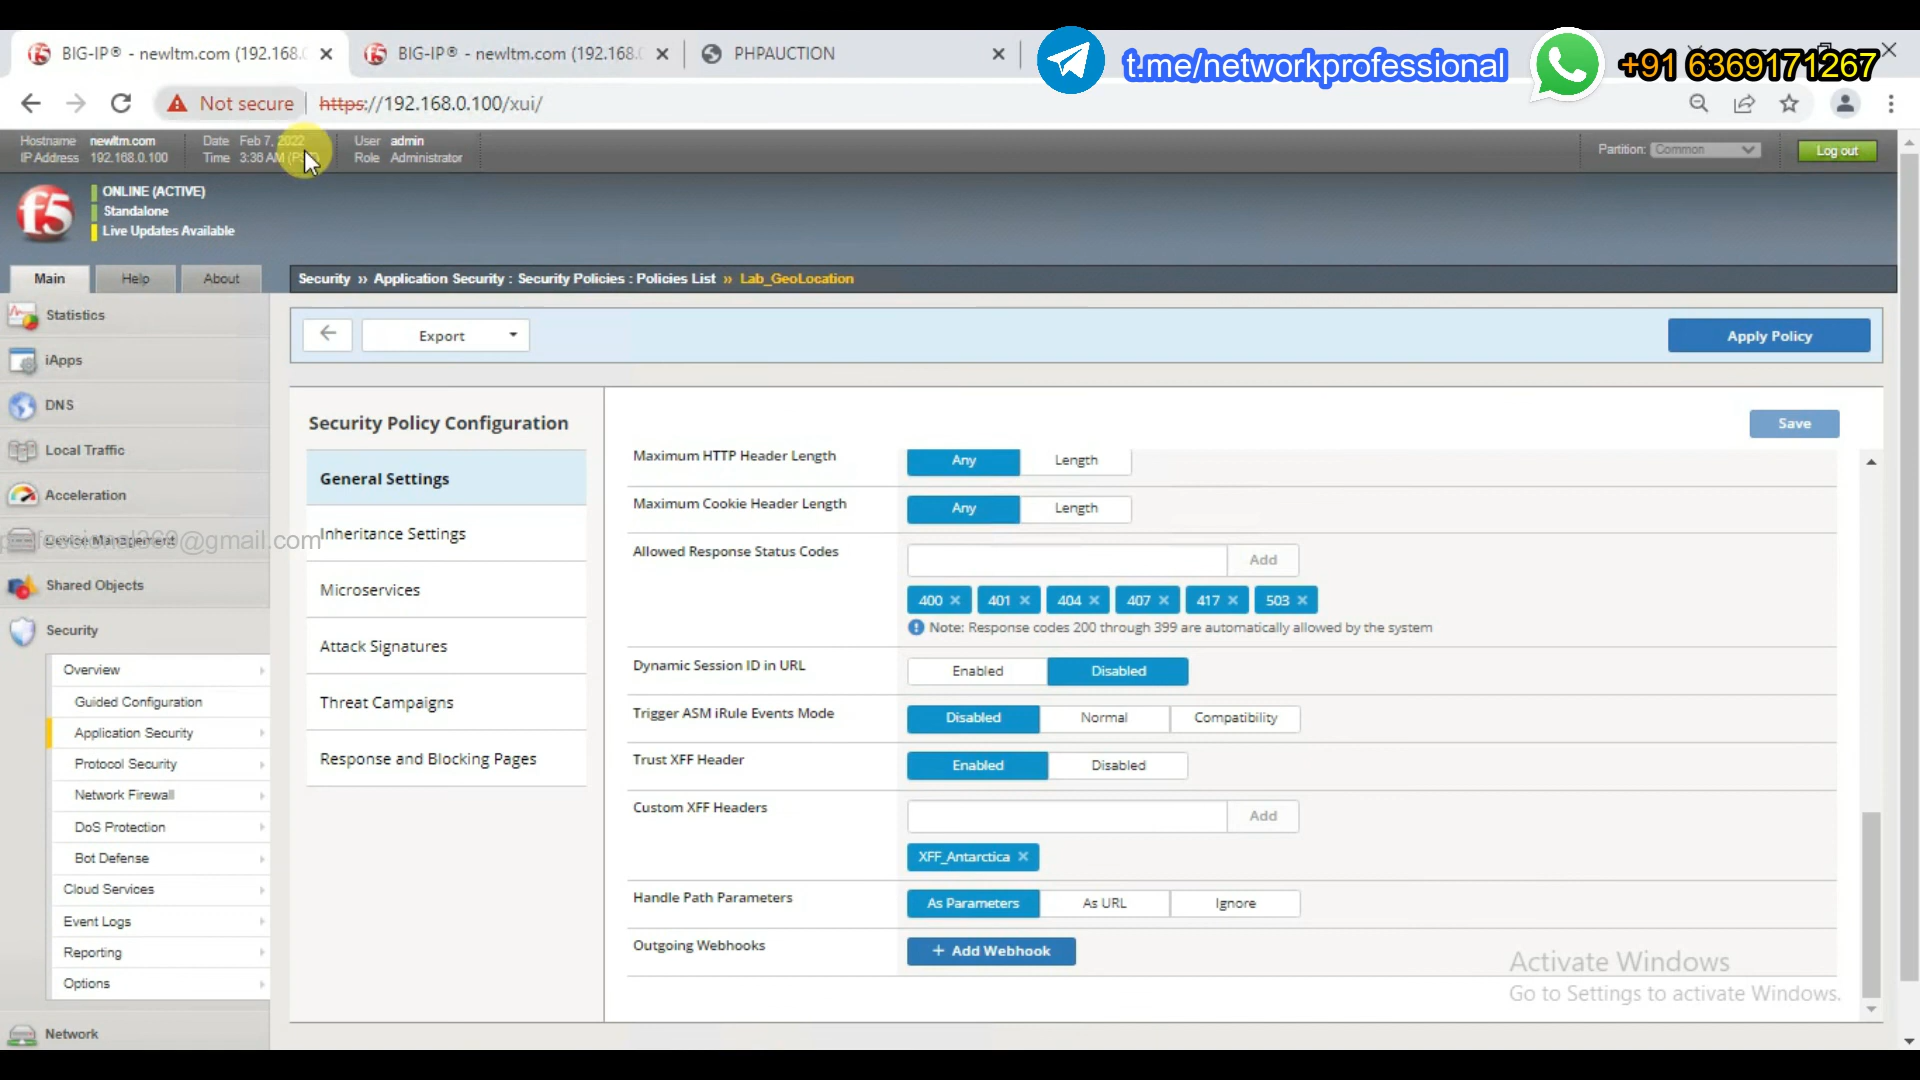 BIG-IP® - newltm.com (192.168.
BIG-IP® - newltm.com (192.168.
PHPAUCTION
t.me/networkprofessional
+91 6369171267
Not secure
https://192.168.0.100/xui/
Hostname newltm.com
IP Address 192.168.0.100
Date Feb 7, 2022
Time 3:38 AM (PST)
User admin
Role Administrator
Partition: Common
Log out
f5
ONLINE (ACTIVE)
Standalone
Live Updates Available
Main
Help
About
Security » Application Security : Security Policies : Policies List » Lab_GeoLocation
Statistics
iApps
DNS
Local Traffic
Acceleration
Device Management
@gmail.com
Shared Objects
Security
Overview
Guided Configuration
Application Security
Protocol Security
Network Firewall
DoS Protection
Bot Defense
Cloud Services
Event Logs
Reporting
Options
Network
Export
Apply Policy
Security Policy Configuration
General Settings
Inheritance Settings
Microservices
Attack Signatures
Threat Campaigns
Response and Blocking Pages
Save
Maximum HTTP Header Length Any Length
Maximum Cookie Header Length Any Length
Allowed Response Status Codes Add
400 401 404 407 417 503
Note: Response codes 200 through 399 are automatically allowed by the system
Dynamic Session ID in URL Enabled Disabled
Trigger ASM iRule Events Mode Disabled Normal Compatibility
Trust XFF Header Enabled Disabled
Custom XFF Headers Add
XFF_Antarctica
Handle Path Parameters As Parameters As URL Ignore
Outgoing Webhooks + Add Webhook
Activate Windows
Go to Settings to activate Windows.